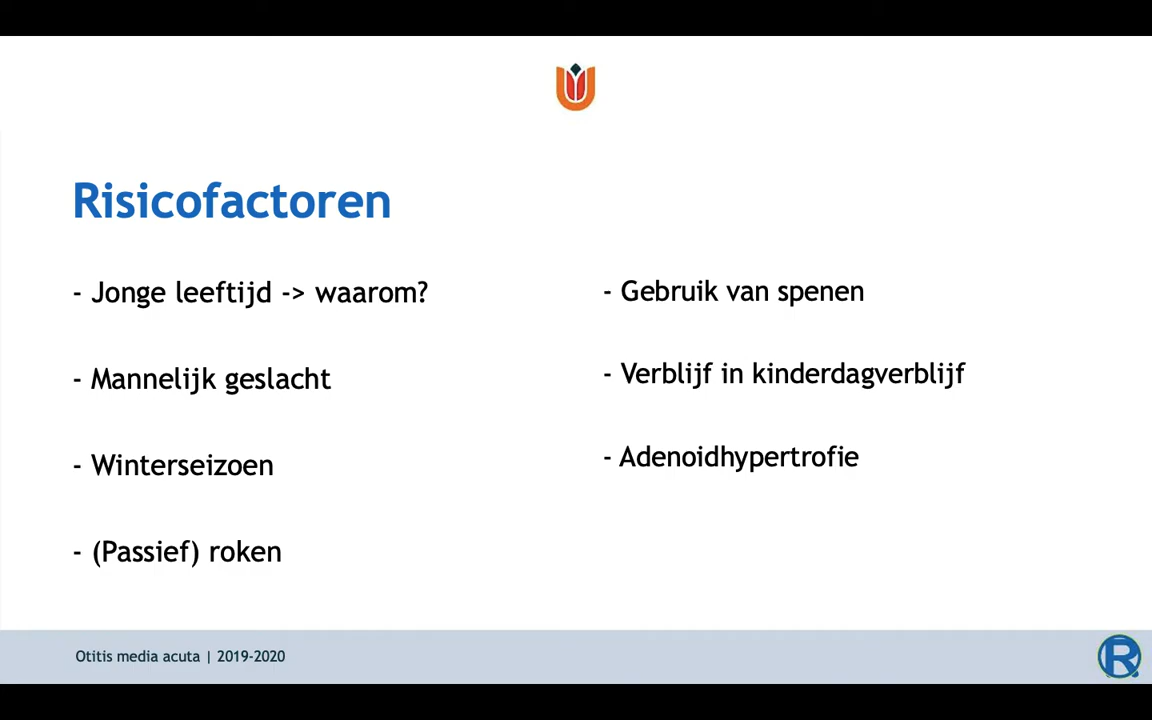 Risicofactoren
- Jonge leeftijd -> waarom?
- Mannelijk geslacht
- Winterseizoen
- (Passief) roken
- Gebruik van spenen
- Verblijf in kinderdagverblijf
- Adenoidhypertrofie
Otitis media acuta | 2019-2020
R